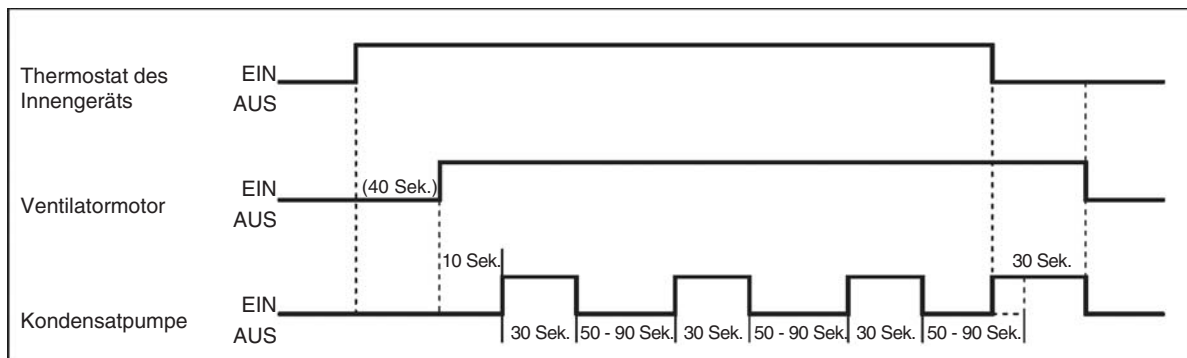 Thermostat des
Innengeräts
EIN
AUS
(40 Sek.)
Ventilatormotor
EIN
AUS
10 Sek.
30 Sek.
Kondensatpumpe
EIN
AUS
30 Sek. 50 - 90 Sek. 30 Sek. 50 - 90 Sek. 30 Sek. 50 - 90 Sek.